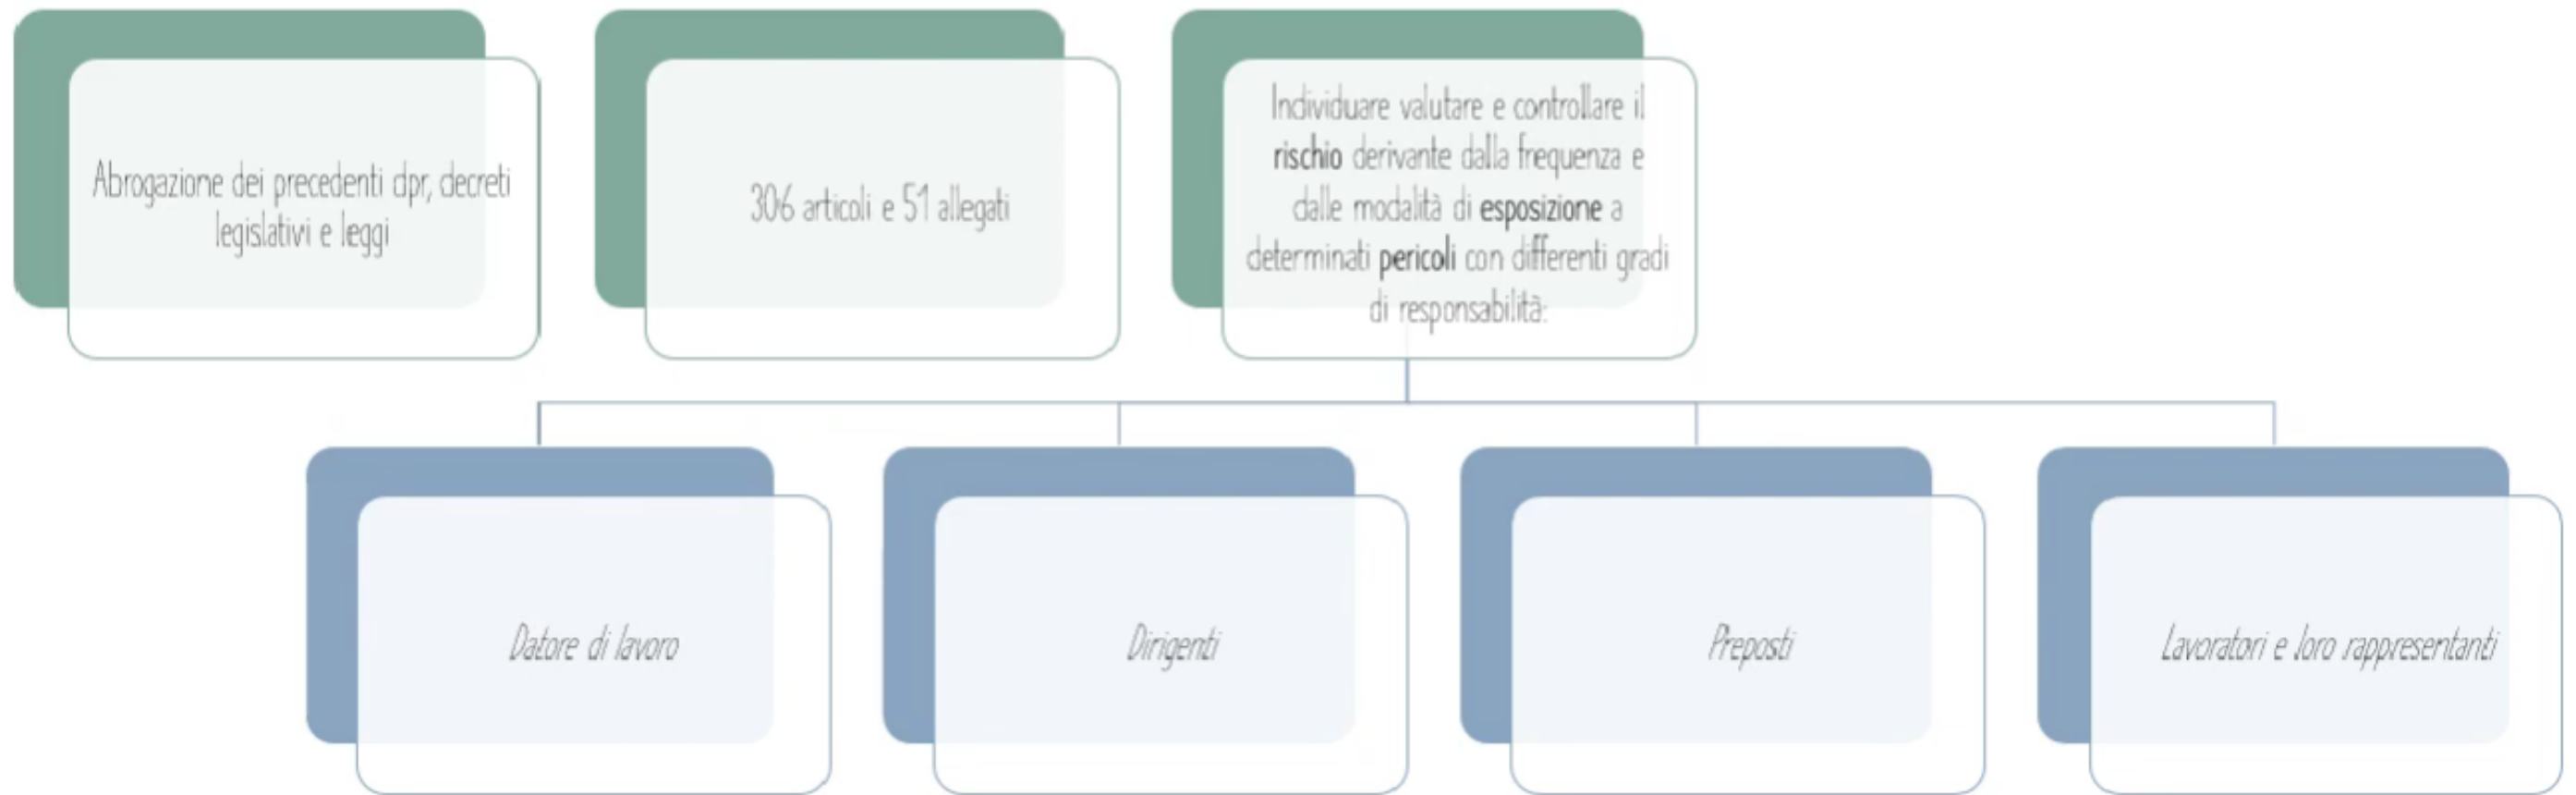 Abrogazione dei precedenti dpr, decreti
legislativi e leggi
306 articoli e 51 allegati
Individuare valutare e controllare il
rischio derivante dalla frequenza e
dalle modalità di esposizione a
determinati pericoli con differenti gradi
di responsabilità:
Datore di lavoro
Dirigenti
Preposti
Lavoratori e loro rappresentanti